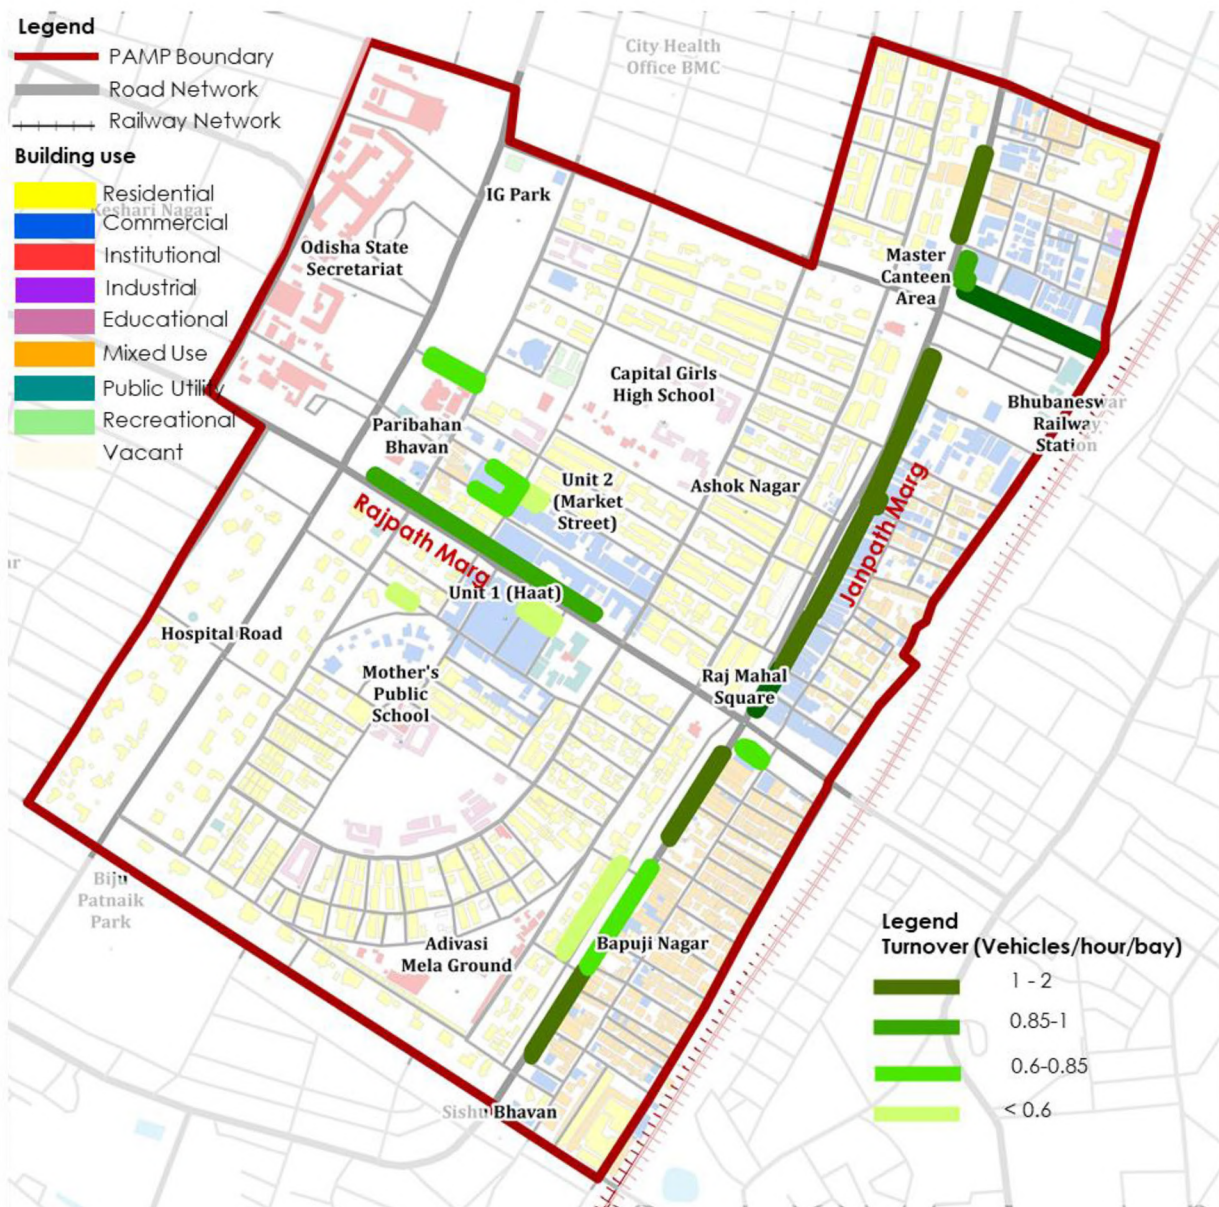 Legend
PAMP Boundary
Road Network
Railway Network
Building use
Residential
Keshari Nagar
Commercial
Institutional
Industrial
Educational
Mixed Use
Public Utility
Recreational
Vacant
City Health
Office BMC
IG Park
Odisha State
Secretariat
Master
Canteen
Area
Capital Girls
High School
Bhubaneswar
Railway
Station
Paribahan
Bhavan
Unit 2
(Market
Street)
Ashok Nagar
Rajpath Marg
Janpath Marg
Unit 1 (Haat)
Hospital Road
Mother's
Public
School
Raj Mahal
Square
Biju
Patnaik
Park
Adivasi
Mela Ground
Bapuji Nagar
Sishu Bhavan
Legend
Turnover (Vehicles/hour/bay)
1 - 2
0.85-1
0.6-0.85
< 0.6